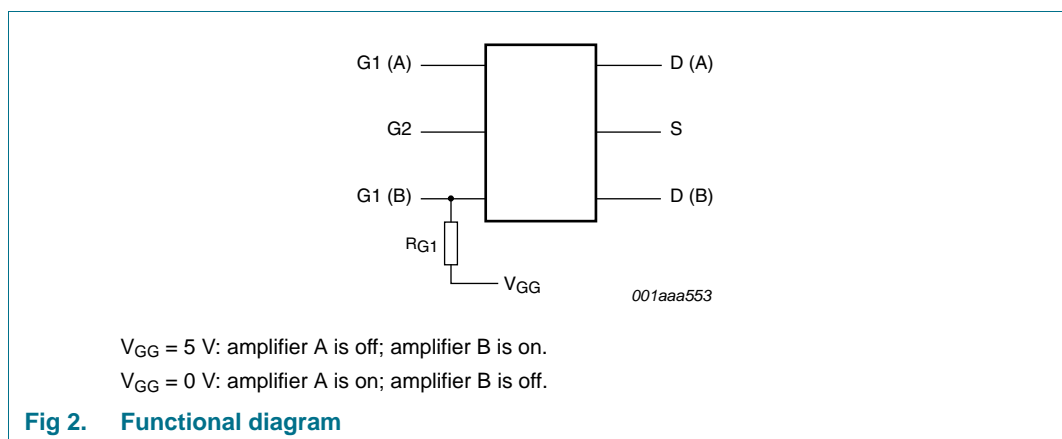 G1 (A)
D (A)
G2
S
G1 (B)
D (B)
RG1
VGG
001aaa553
VGG = 5 V: amplifier A is off; amplifier B is on.
VGG = 0 V: amplifier A is on; amplifier B is off.
Fig 2. Functional diagram